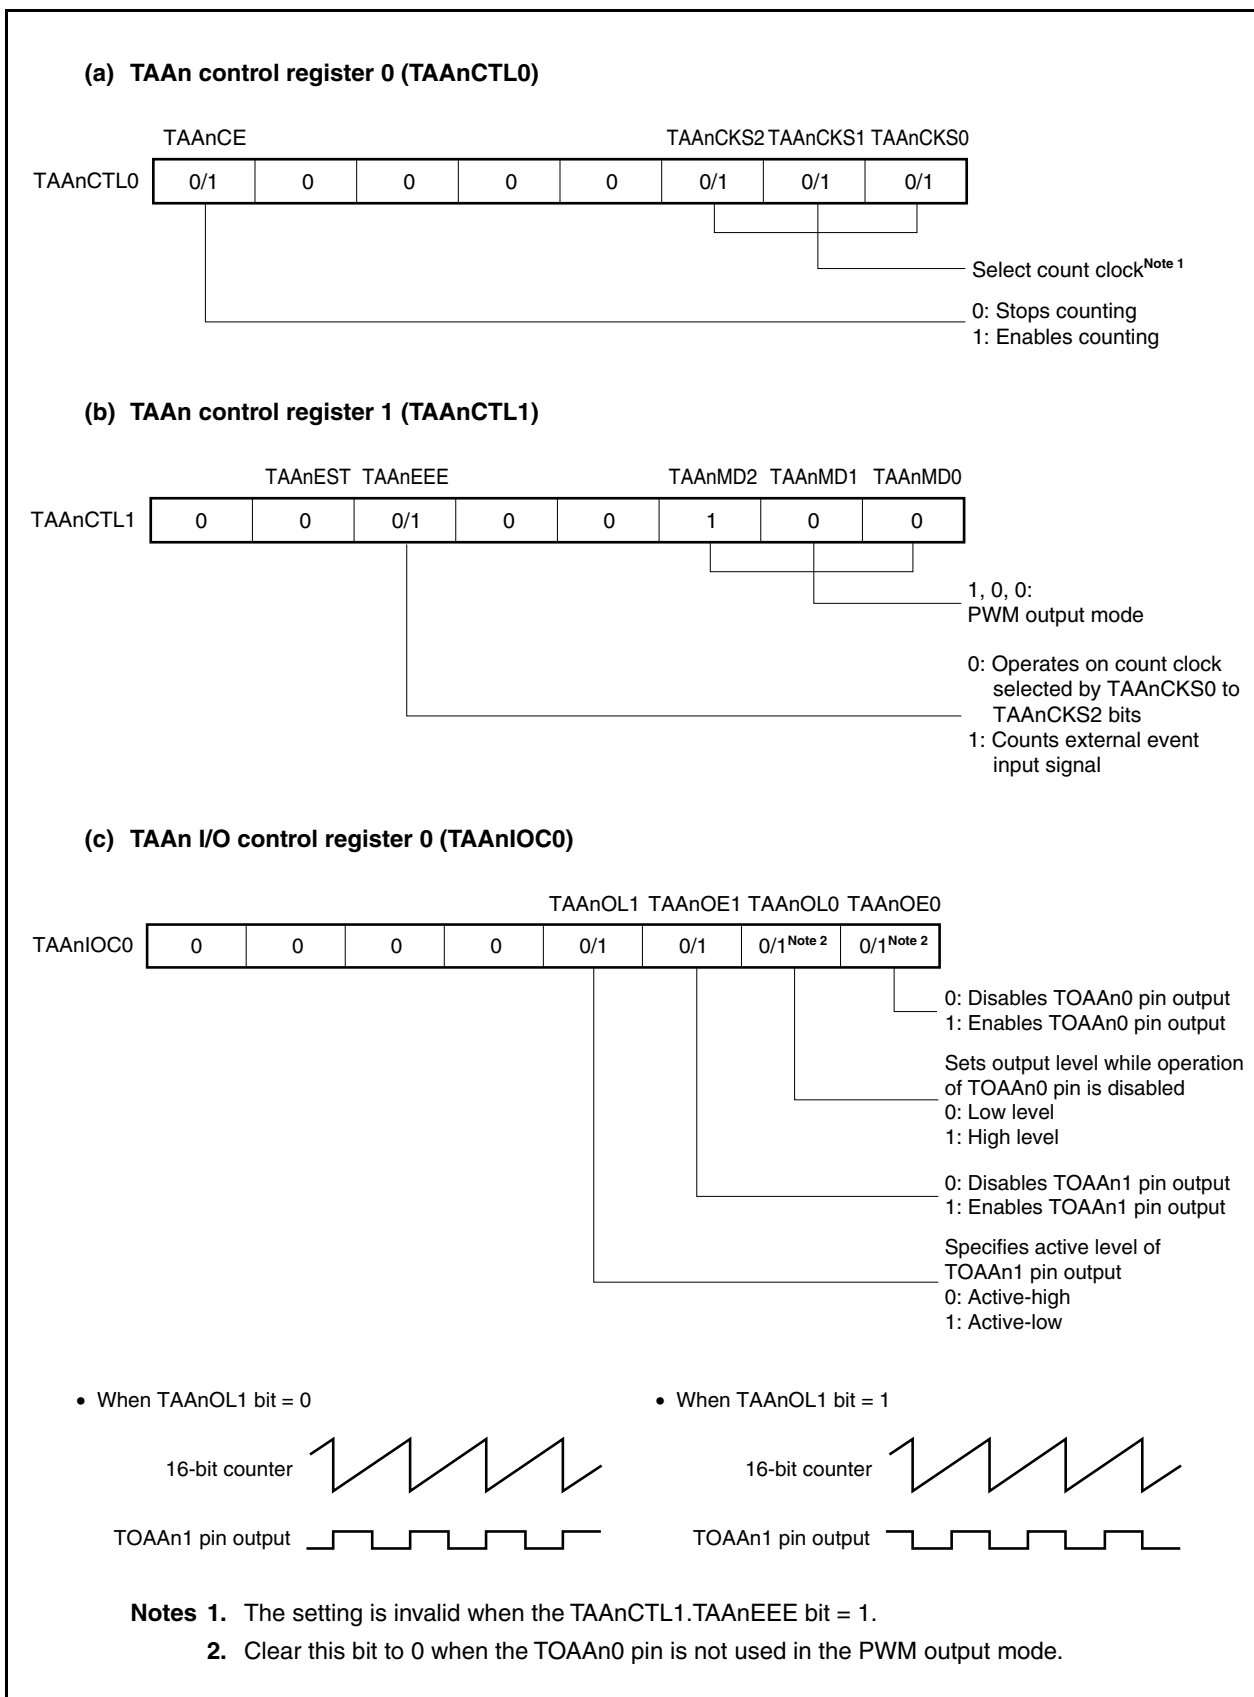 (a) TAAn control register 0 (TAAnCTL0)
TAAnCE TAAnCKS2 TAAnCKS1 TAAnCKS0
TAAnCTL0 0/1 0 0 0 0 0/1 0/1 0/1
Select count clockNote 1
0: Stops counting
1: Enables counting
(b) TAAn control register 1 (TAAnCTL1)
TAAnEST TAAnEEE TAAnMD2 TAAnMD1 TAAnMD0
TAAnCTL1 0 0 0/1 0 0 1 0 0
1, 0, 0:
PWM output mode
0: Operates on count clock
selected by TAAnCKS0 to
TAAnCKS2 bits
1: Counts external event
input signal
(c) TAAn I/O control register 0 (TAAnIOC0)
TAAnOL1 TAAnOE1 TAAnOL0 TAAnOE0
TAAnIOC0 0 0 0 0 0/1 0/1 0/1Note 2 0/1Note 2
0: Disables TOAAn0 pin output
1: Enables TOAAn0 pin output
Sets output level while operation
of TOAAn0 pin is disabled
0: Low level
1: High level
0: Disables TOAAn1 pin output
1: Enables TOAAn1 pin output
Specifies active level of
TOAAn1 pin output
0: Active-high
1: Active-low
• When TAAnOL1 bit = 0
16-bit counter
TOAAn1 pin output
• When TAAnOL1 bit = 1
16-bit counter
TOAAn1 pin output
Notes 1. The setting is invalid when the TAAnCTL1.TAAnEEE bit = 1.
2. Clear this bit to 0 when the TOAAn0 pin is not used in the PWM output mode.